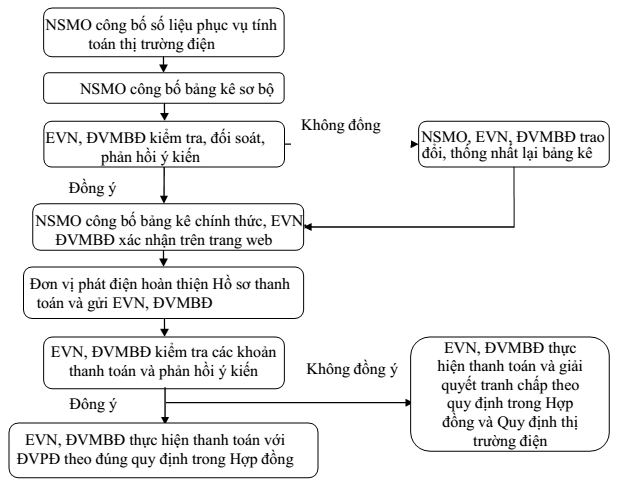 NSMO công bố số liệu phục vụ tính
toán thị trường điện
NSMO công bố bảng kê sơ bộ
EVN, ĐVMBĐ kiểm tra, đối soát,
phản hồi ý kiến
Không đồng
NSMO, EVN, ĐVMBĐ trao
đổi, thống nhất lại bảng kê
Đồng ý
NSMO công bố bảng kê chính thức, EVN
ĐVMBĐ xác nhận trên trang web
Đơn vị phát điện hoàn thiện Hồ sơ thanh
toán và gửi EVN, ĐVMBĐ
EVN, ĐVMBĐ kiểm tra các khoản
thanh toán và phản hồi ý kiến
Không đồng ý
EVN, ĐVMBĐ thực
hiện thanh toán và giải
quyết tranh chấp theo
quy định trong Hợp
đồng và Quy định thị
trường điện
Đông ý
EVN, ĐVMBĐ thực hiện thanh toán với
ĐVPĐ theo đúng quy định trong Hợp đồng